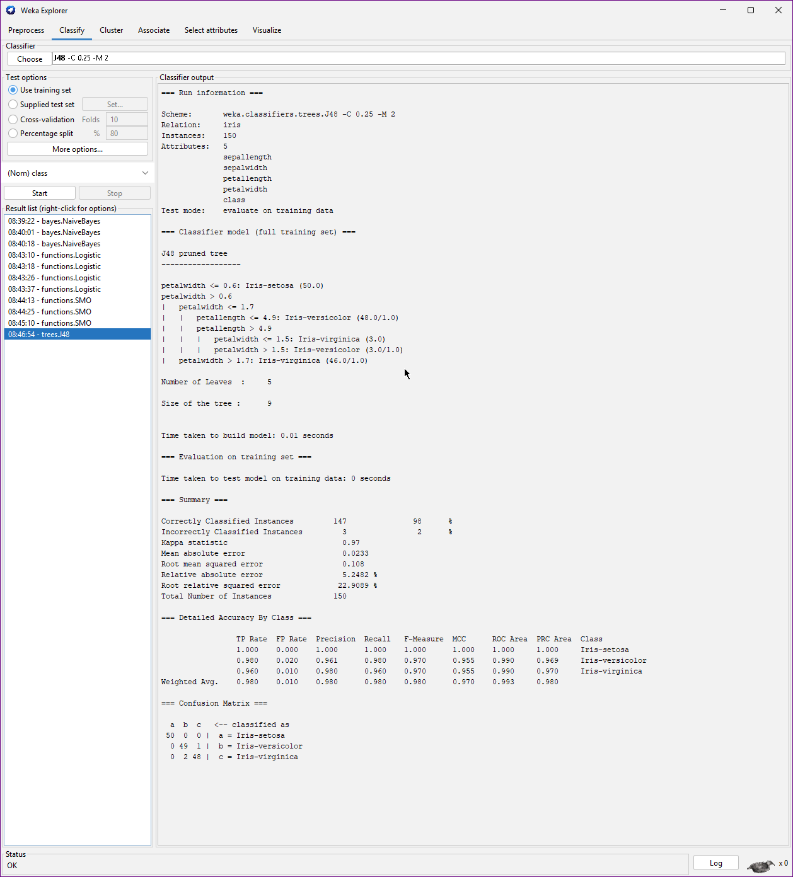 Weka Explorer
Preprocess Classify Cluster Associate Select attributes Visualize
Classifier
Choose J48 -C 0.25 -M 2
Test options
Use training set
Supplied test set Set...
Cross-validation Folds 10
Percentage split % 80
More options...
(Nom) class
Start Stop
Result list (right-click for options)
08:39:22 - bayes.NaiveBayes
08:40:01 - bayes.NaiveBayes
08:40:18 - bayes.NaiveBayes
08:43:10 - functions.Logistic
08:43:18 - functions.Logistic
08:43:26 - functions.Logistic
08:43:37 - functions.Logistic
08:44:13 - functions.SMO
08:44:25 - functions.SMO
08:45:10 - functions.SMO
08:46:54 - trees.J48
Classifier output
=== Run information ===
Scheme: weka.classifiers.trees.J48 -C 0.25 -M 2
Relation: iris
Instances: 150
Attributes: 5
sepallength
sepalwidth
petallength
petalwidth
class
Test mode: evaluate on training data
=== Classifier model (full training set) ===
J48 pruned tree
------------------
petalwidth <= 0.6: Iris-setosa (50.0)
petalwidth > 0.6
| petalwidth <= 1.7
| | petallength <= 4.9: Iris-versicolor (48.0/1.0)
| | petallength > 4.9
| | | petalwidth <= 1.5: Iris-virginica (3.0)
| | | petalwidth > 1.5: Iris-versicolor (3.0/1.0)
| petalwidth > 1.7: Iris-virginica (46.0/1.0)
Number of Leaves : 5
Size of the tree : 9
Time taken to build model: 0.01 seconds
=== Evaluation on training set ===
Time taken to test model on training data: 0 seconds
=== Summary ===
Correctly Classified Instances 147 98 %
Incorrectly Classified Instances 3 2 %
Kappa statistic 0.97
Mean absolute error 0.0233
Root mean squared error 0.108
Relative absolute error 5.2482 %
Root relative squared error 22.9089 %
Total Number of Instances 150
=== Detailed Accuracy By Class ===
TP Rate FP Rate Precision Recall F-Measure MCC ROC Area PRC Area Class
1.000 0.000 1.000 1.000 1.000 1.000 1.000 1.000 Iris-setosa
0.980 0.020 0.961 0.980 0.970 0.955 0.990 0.969 Iris-versicolor
0.960 0.010 0.980 0.960 0.970 0.955 0.990 0.970 Iris-virginica
Weighted Avg. 0.980 0.010 0.980 0.980 0.980 0.970 0.993 0.980
=== Confusion Matrix ===
a b c <-- classified as
50 0 0 | a = Iris-setosa
0 49 1 | b = Iris-versicolor
0 2 48 | c = Iris-virginica
Status
OK
Log x 0